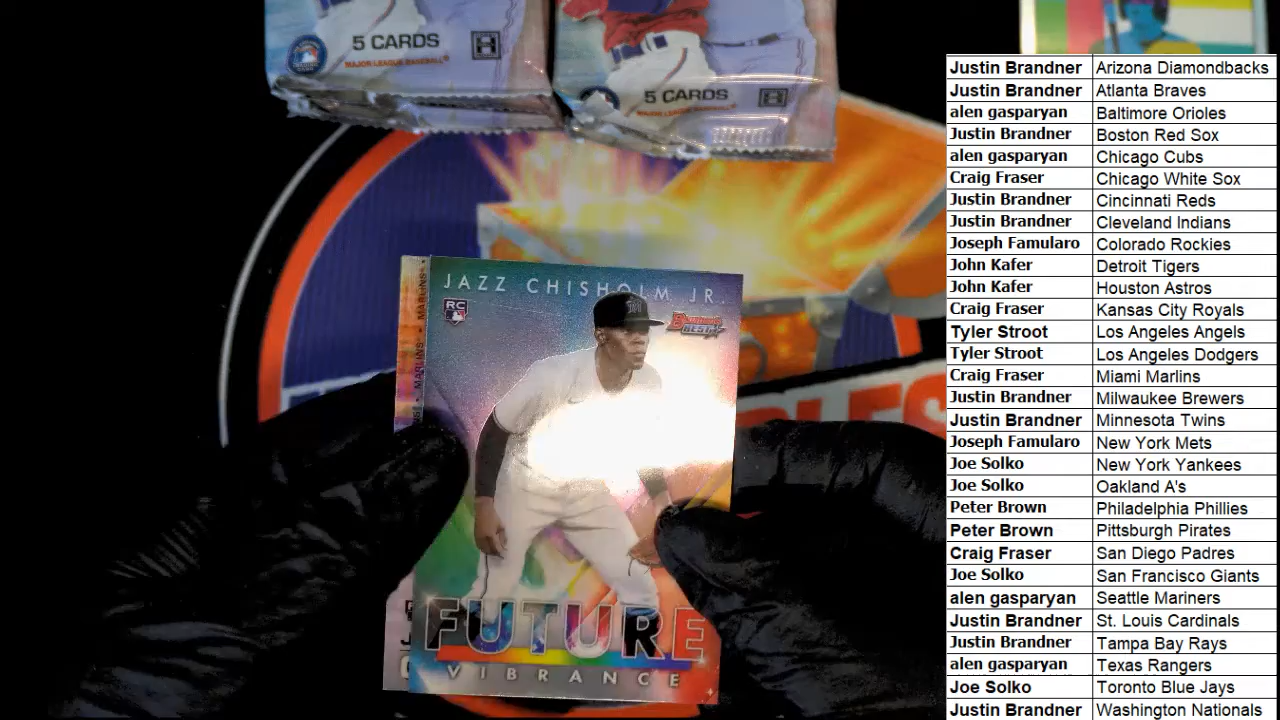 5 CARDS
MAJOR LEAGUE BASEBALL
5 CARDS
JAZZ CHISHOLM JR.
RC
Bowman's
BEST
MARLINS • MARLINS
FUTURE
VIBRANCE
Justin Brandner Arizona Diamondbacks
Justin Brandner Atlanta Braves
alen gasparyan Baltimore Orioles
Justin Brandner Boston Red Sox
alen gasparyan Chicago Cubs
Craig Fraser Chicago White Sox
Justin Brandner Cincinnati Reds
Justin Brandner Cleveland Indians
Joseph Famularo Colorado Rockies
John Kafer Detroit Tigers
John Kafer Houston Astros
Craig Fraser Kansas City Royals
Tyler Stroot Los Angeles Angels
Tyler Stroot Los Angeles Dodgers
Craig Fraser Miami Marlins
Justin Brandner Milwaukee Brewers
Justin Brandner Minnesota Twins
Joseph Famularo New York Mets
Joe Solko New York Yankees
Joe Solko Oakland A's
Peter Brown Philadelphia Phillies
Peter Brown Pittsburgh Pirates
Craig Fraser San Diego Padres
Joe Solko San Francisco Giants
alen gasparyan Seattle Mariners
Justin Brandner St. Louis Cardinals
Justin Brandner Tampa Bay Rays
alen gasparyan Texas Rangers
Joe Solko Toronto Blue Jays
Justin Brandner Washington Nationals